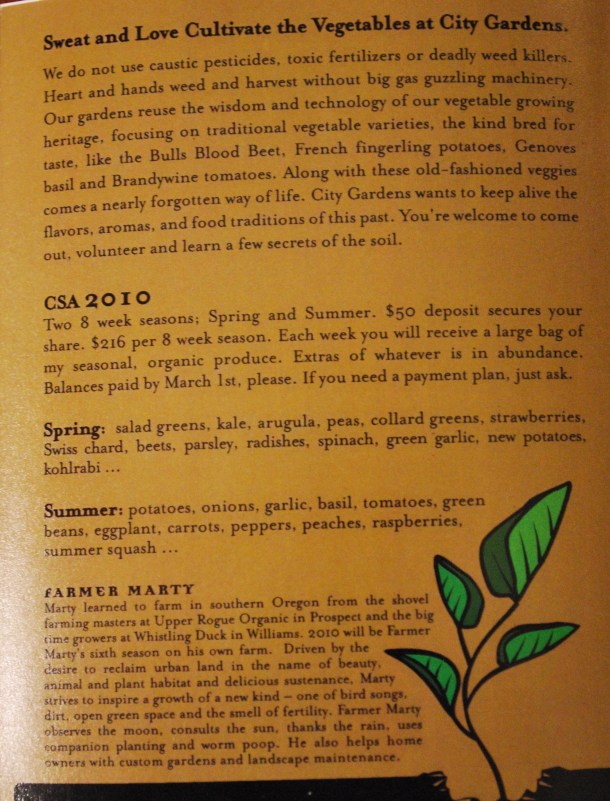 Sweat and Love Cultivate the Vegetables at City Gardens.
We do not use caustic pesticides, toxic fertilizers or deadly weed killers.
Heart and hands weed and harvest without big gas guzzling machinery.
Our gardens reuse the wisdom and technology of our vegetable growing
heritage, focusing on traditional vegetable varieties, the kind bred for
taste, like the Bulls Blood Beet, French fingerling potatoes, Genoves
basil and Brandywine tomatoes. Along with these old-fashioned veggies
comes a nearly forgotten way of life. City Gardens wants to keep alive the
flavors, aromas, and food traditions of this past. You're welcome to come
out, volunteer and learn a few secrets of the soil.
CSA 2010
Two 8 week seasons; Spring and Summer. $50 deposit secures your
share. $216 per 8 week season. Each week you will receive a large bag of
my seasonal, organic produce. Extras of whatever is in abundance.
Balances paid by March 1st, please. If you need a payment plan, just ask.
Spring: salad greens, kale, arugula, peas, collard greens, strawberries,
Swiss chard, beets, parsley, radishes, spinach, green garlic, new potatoes,
kohlrabi ...
Summer: potatoes, onions, garlic, basil, tomatoes, green
beans, eggplant, carrots, peppers, peaches, raspberries,
summer squash ...
FARMER MARTY
Marty learned to farm in southern Oregon from the shovel
farming masters at Upper Rogue Organic in Prospect and the big
time growers at Whistling Duck in Williams. 2010 will be Farmer
Marty's sixth season on his own farm. Driven by the
desire to reclaim urban land in the name of beauty,
animal and plant habitat and delicious sustenance, Marty
strives to inspire a growth of a new kind – one of bird songs,
dirt, open green space and the smell of fertility. Farmer Marty
observes the moon, consults the sun, thanks the rain, uses
companion planting and worm poop. He also helps home
owners with custom gardens and landscape maintenance.